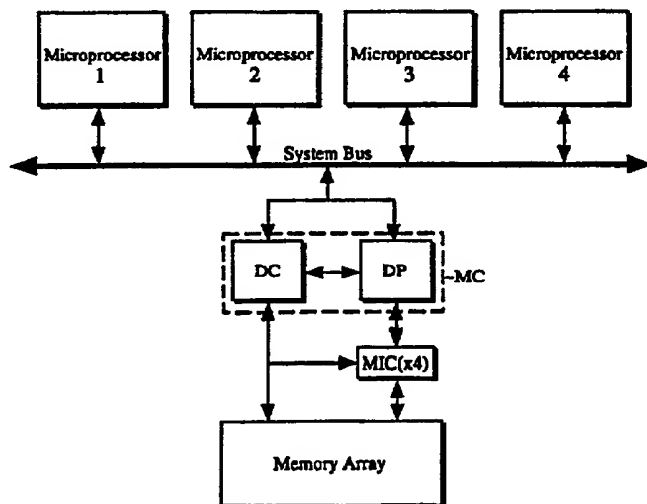 Microprocessor
1
Microprocessor
2
Microprocessor
3
Microprocessor
4
System Bus
DC
DP
MC
MIC(x4)
Memory Array